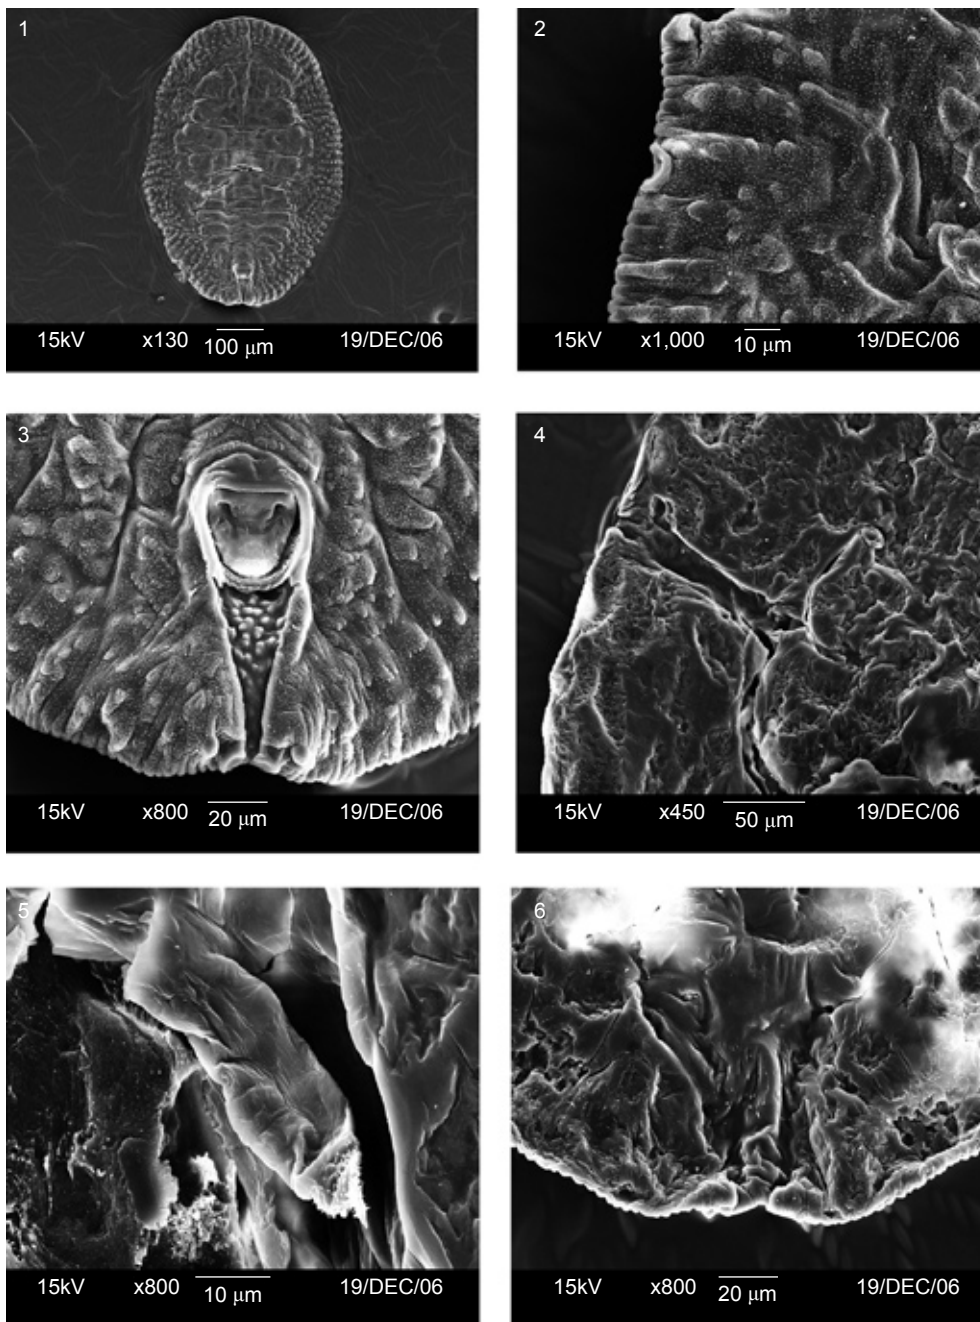 1
15kV x130 100 μm 19/DEC/06
2
15kV x1,000 10 μm 19/DEC/06
3
15kV x800 20 μm 19/DEC/06
4
15kV x450 50 μm 19/DEC/06
5
15kV x800 10 μm 19/DEC/06
6
15kV x800 20 μm 19/DEC/06